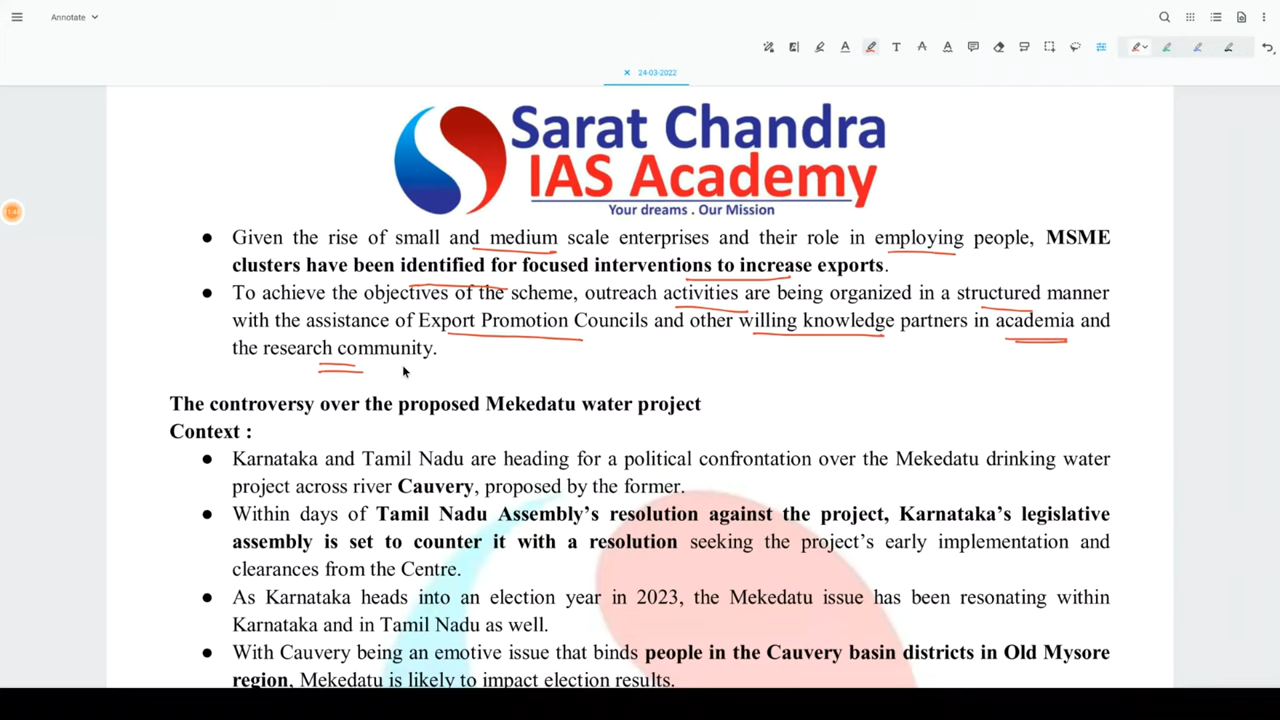 Annotate
24-03-2022
Sarat Chandra
IAS Academy
Your dreams . Our Mission
● Given the rise of small and medium scale enterprises and their role in employing people, MSME
clusters have been identified for focused interventions to increase exports.
● To achieve the objectives of the scheme, outreach activities are being organized in a structured manner
with the assistance of Export Promotion Councils and other willing knowledge partners in academia and
the research community.
The controversy over the proposed Mekedatu water project
Context :
● Karnataka and Tamil Nadu are heading for a political confrontation over the Mekedatu drinking water
project across river Cauvery, proposed by the former.
● Within days of Tamil Nadu Assembly’s resolution against the project, Karnataka’s legislative
assembly is set to counter it with a resolution seeking the project’s early implementation and
clearances from the Centre.
● As Karnataka heads into an election year in 2023, the Mekedatu issue has been resonating within
Karnataka and in Tamil Nadu as well.
● With Cauvery being an emotive issue that binds people in the Cauvery basin districts in Old Mysore
region, Mekedatu is likely to impact election results.